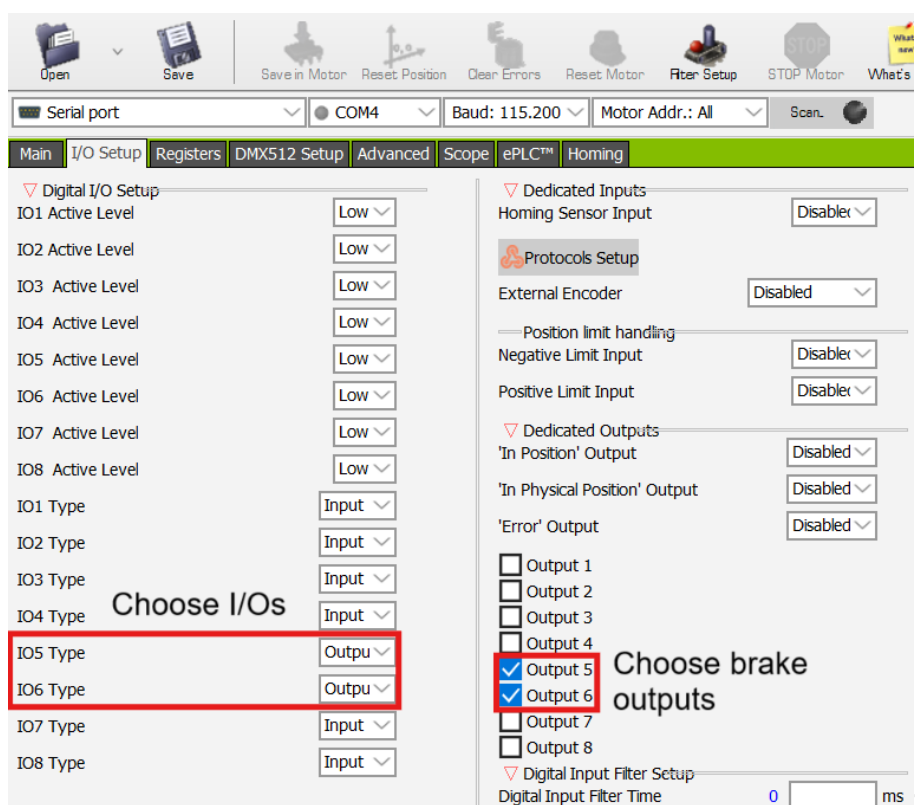 Open
Save
Save in Motor
Reset Position
Clear Errors
Reset Motor
Filter Setup
STOP
STOP Motor
What's
new
What's
Serial port
COM4
Baud: 115.200
Motor Addr.: All
Scan.
Main
I/O Setup
Registers
DMX512 Setup
Advanced
Scope
ePLC™
Homing
Digital I/O Setup
IO1 Active Level Low
IO2 Active Level Low
IO3 Active Level Low
IO4 Active Level Low
IO5 Active Level Low
IO6 Active Level Low
IO7 Active Level Low
IO8 Active Level Low
IO1 Type Input
IO2 Type Input
IO3 Type Input
Choose I/Os
IO4 Type Input
IO5 Type Outpu
IO6 Type Outpu
IO7 Type Input
IO8 Type Input
Dedicated Inputs
Homing Sensor Input Disablec
Protocols Setup
External Encoder Disabled
Position limit handling
Negative Limit Input Disablec
Positive Limit Input Disablec
Dedicated Outputs
'In Position' Output Disabled
'In Physical Position' Output Disabled
'Error' Output Disabled
Output 1
Output 2
Output 3
Output 4
Output 5
Output 6
Choose brake
outputs
Output 7
Output 8
Digital Input Filter Setup
Digital Input Filter Time 0 ms